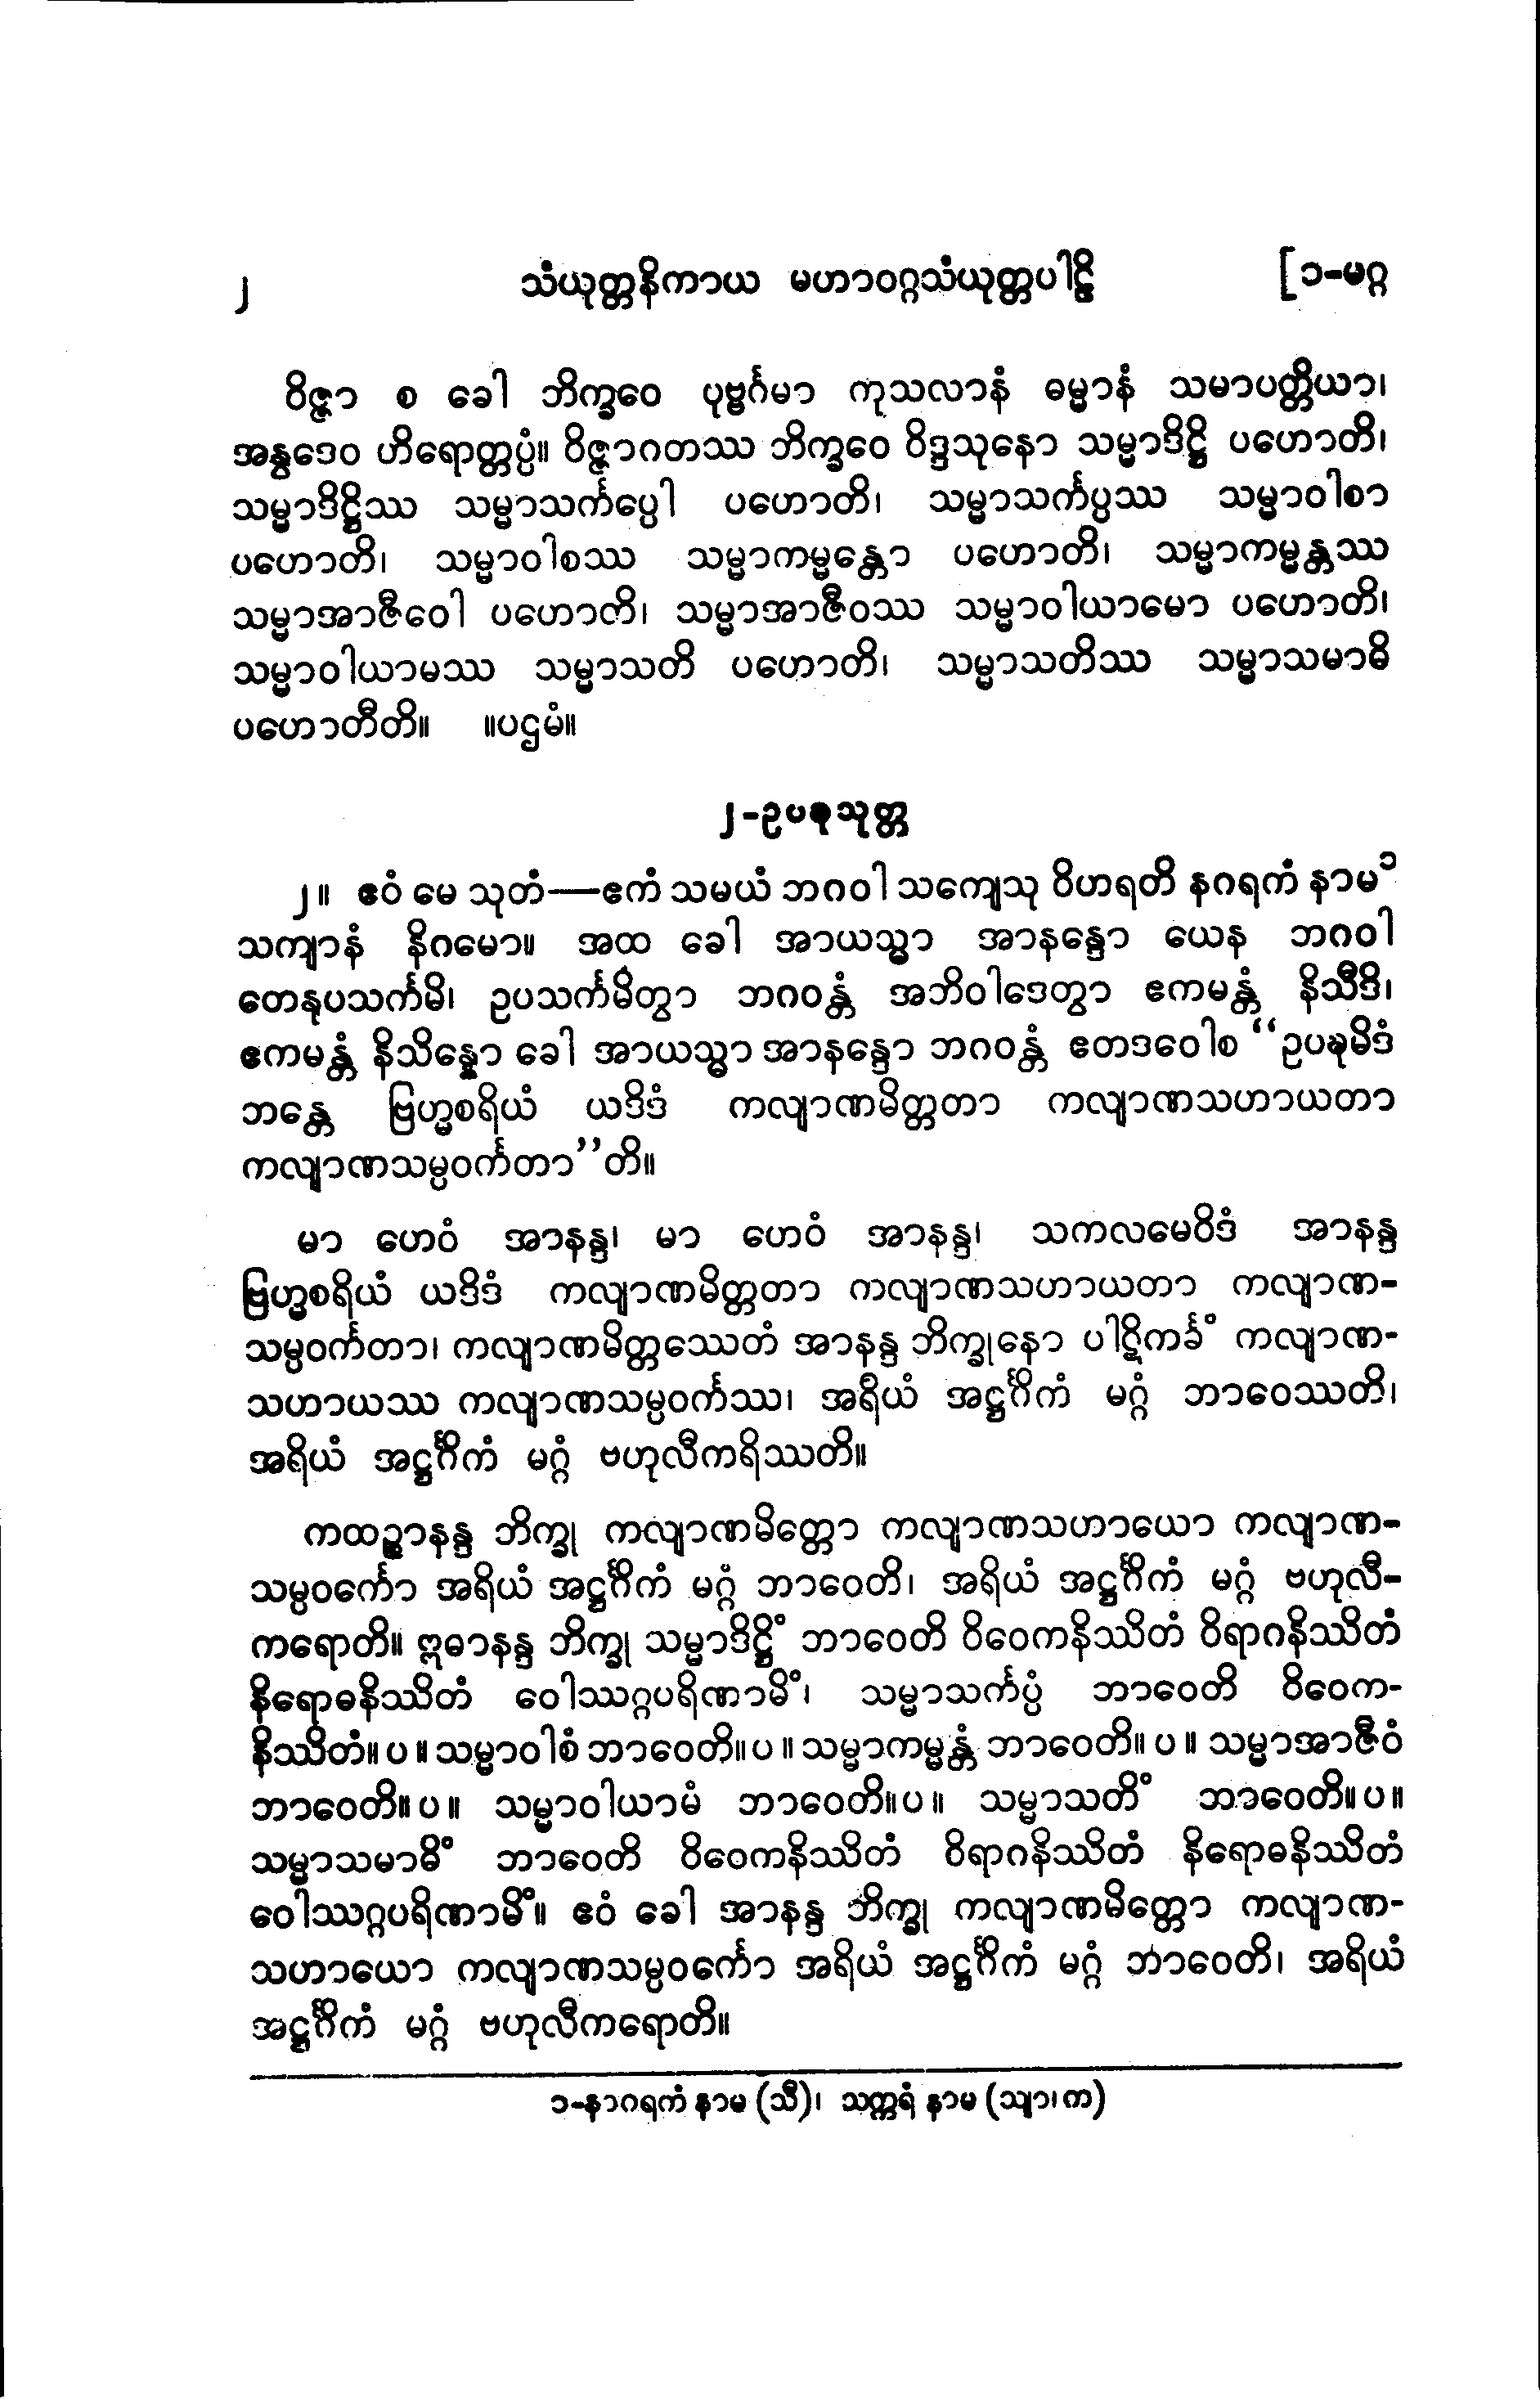 ၂ သံယုတ္တနိကာယ မဟာဝဂ္ဂသံယုတ္တပါဠိ [၁-မဂ္ဂ
ဝိဇ္ဇာ စ ခေါ ဘိက္ခဝေ ပုဗ္ဗင်္ဂမာ ကုသလာနံ ဓမ္မာနံ သမာပတ္တိယာ၊
အနွဒေဝ ဟိရောတ္တပ္ပံ။ ဝိဇ္ဇာဂတဿ ဘိက္ခဝေ ဝိဒ္ဒသုနော သမ္မာဒိဋ္ဌိ ပဟောတိ၊
သမ္မာဒိဋ္ဌိဿ သမ္မာသင်္ကပ္ပေါ ပဟောတိ၊ သမ္မာသင်္ကပ္ပဿ သမ္မာဝါစာ
ပဟောတိ၊ သမ္မာဝါစဿ သမ္မာကမ္မန္တော ပဟောတိ၊ သမ္မာကမ္မန္တဿ
သမ္မာအာဇီဝေါ ပဟောတိ၊ သမ္မာအာဇီဝဿ သမ္မာဝါယာမော ပဟောတိ၊
သမ္မာဝါယာမဿ သမ္မာသတိ ပဟောတိ၊ သမ္မာသတိဿ သမ္မာသမာဓိ
ပဟောတီတိ။ ။ပဌမံ။
၂-ဥပဍ္ဎသုတ္တ
၂။ ဧဝံ မေ သုတံ—ဧကံ သမယံ ဘဂဝါ သကျေသု ဝိဟရတိ နဂရကံ နာမ ၁
သကျာနံ နိဂမော။ အထ ခေါ အာယသ္မာ အာနန္ဒော ယေန ဘဂဝါ
တေနုပသင်္ကမိ၊ ဥပသင်္ကမိတွာ ဘဂဝန္တံ အဘိဝါဒေတွာ ဧကမန္တံ နိသီဒိ၊
ဧကမန္တံ နိသိန္နော ခေါ အာယသ္မာ အာနန္ဒော ဘဂဝန္တံ ဧတဒဝေါစ “ဥပဍ္ဎမိဒံ
ဘန္တေ ဗြဟ္မစရိယံ ယဒိဒံ ကလျာဏမိတ္တတာ ကလျာဏသဟာယတာ
ကလျာဏသမ္ပဝင်္ကတာ”တိ။
မာ ဟေဝံ အာနန္ဒ၊ မာ ဟေဝံ အာနန္ဒ၊ သကလမေဝိဒံ အာနန္ဒ
ဗြဟ္မစရိယံ ယဒိဒံ ကလျာဏမိတ္တတာ ကလျာဏသဟာယတာ ကလျာဏ-
သမ္ပဝင်္ကတာ၊ ကလျာဏမိတ္တဿေတံ အာနန္ဒ ဘိက္ခုနော ပါဋိကင်္ခံ ကလျာဏ-
သဟာယဿ ကလျာဏသမ္ပဝင်္ကဿ၊ အရိယံ အဋ္ဌင်္ဂိကံ မဂ္ဂံ ဘာဝေဿတိ၊
အရိယံ အဋ္ဌင်္ဂိကံ မဂ္ဂံ ဗဟုလီကရိဿတိ။
ကထဉ္စာနန္ဒ ဘိက္ခု ကလျာဏမိတ္တော ကလျာဏသဟာယော ကလျာဏ-
သမ္ပဝင်္ကော အရိယံ အဋ္ဌင်္ဂိကံ မဂ္ဂံ ဘာဝေတိ၊ အရိယံ အဋ္ဌင်္ဂိကံ မဂ္ဂံ ဗဟုလီ-
ကရောတိ။ ဣဓာနန္ဒ ဘိက္ခု သမ္မာဒိဋ္ဌိံ ဘာဝေတိ ဝိဝေကနိဿိတံ ဝိရာဂနိဿိတံ
နိရောဓနိဿိတံ ဝေါဿဂ္ဂပရိဏာမိံ၊ သမ္မာသင်္ကပ္ပံ ဘာဝေတိ ဝိဝေက-
နိဿိတံ။ ပ ။ သမ္မာဝါစံ ဘာဝေတိ။ ပ ။ သမ္မာကမ္မန္တံ ဘာဝေတိ။ ပ ။ သမ္မာအာဇီဝံ
ဘာဝေတိ။ ပ။ သမ္မာဝါယာမံ ဘာဝေတိ။ပ။ သမ္မာသတိံ ဘာဝေတိ။ ပ။
သမ္မာသမာဓိံ ဘာဝေတိ ဝိဝေကနိဿိတံ ဝိရာဂနိဿိတံ နိရောဓနိဿိတံ
ဝေါဿဂ္ဂပရိဏာမိံ။ ဧဝံ ခေါ အာနန္ဒ ဘိက္ခု ကလျာဏမိတ္တော ကလျာဏ-
သဟာယော ကလျာဏသမ္ပဝင်္ကော အရိယံ အဋ္ဌင်္ဂိကံ မဂ္ဂံ ဘာဝေတိ၊ အရိယံ
အဋ္ဌင်္ဂိကံ မဂ္ဂံ ဗဟုလီကရောတိ။
၁-နာဂရကံ နာမ (သီ)၊ သက္ကရံ နာမ (သျာ၊ က)